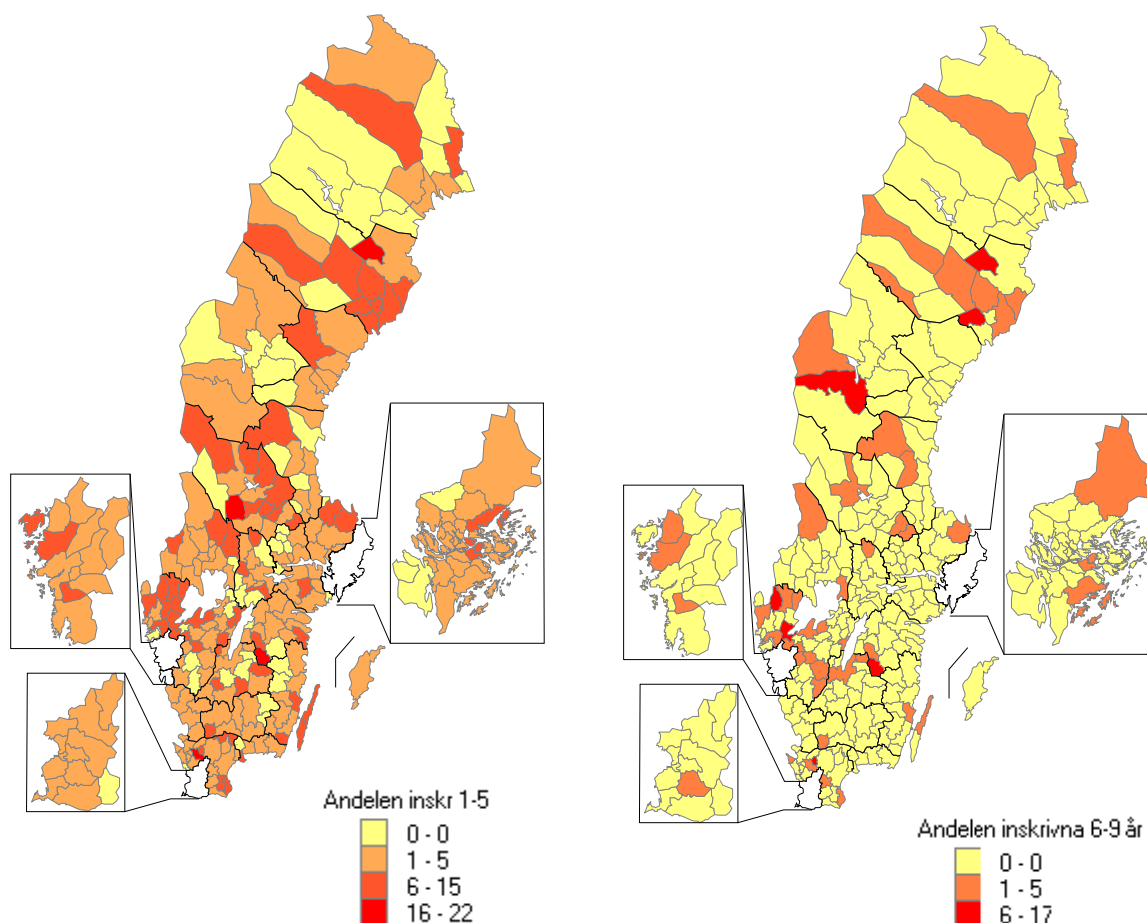 Andelen inskr 1-5
0 - 0
1 - 5
6 - 15
16 - 22
Andelen inskrivna 6-9 år
0 - 0
1 - 5
6 - 17